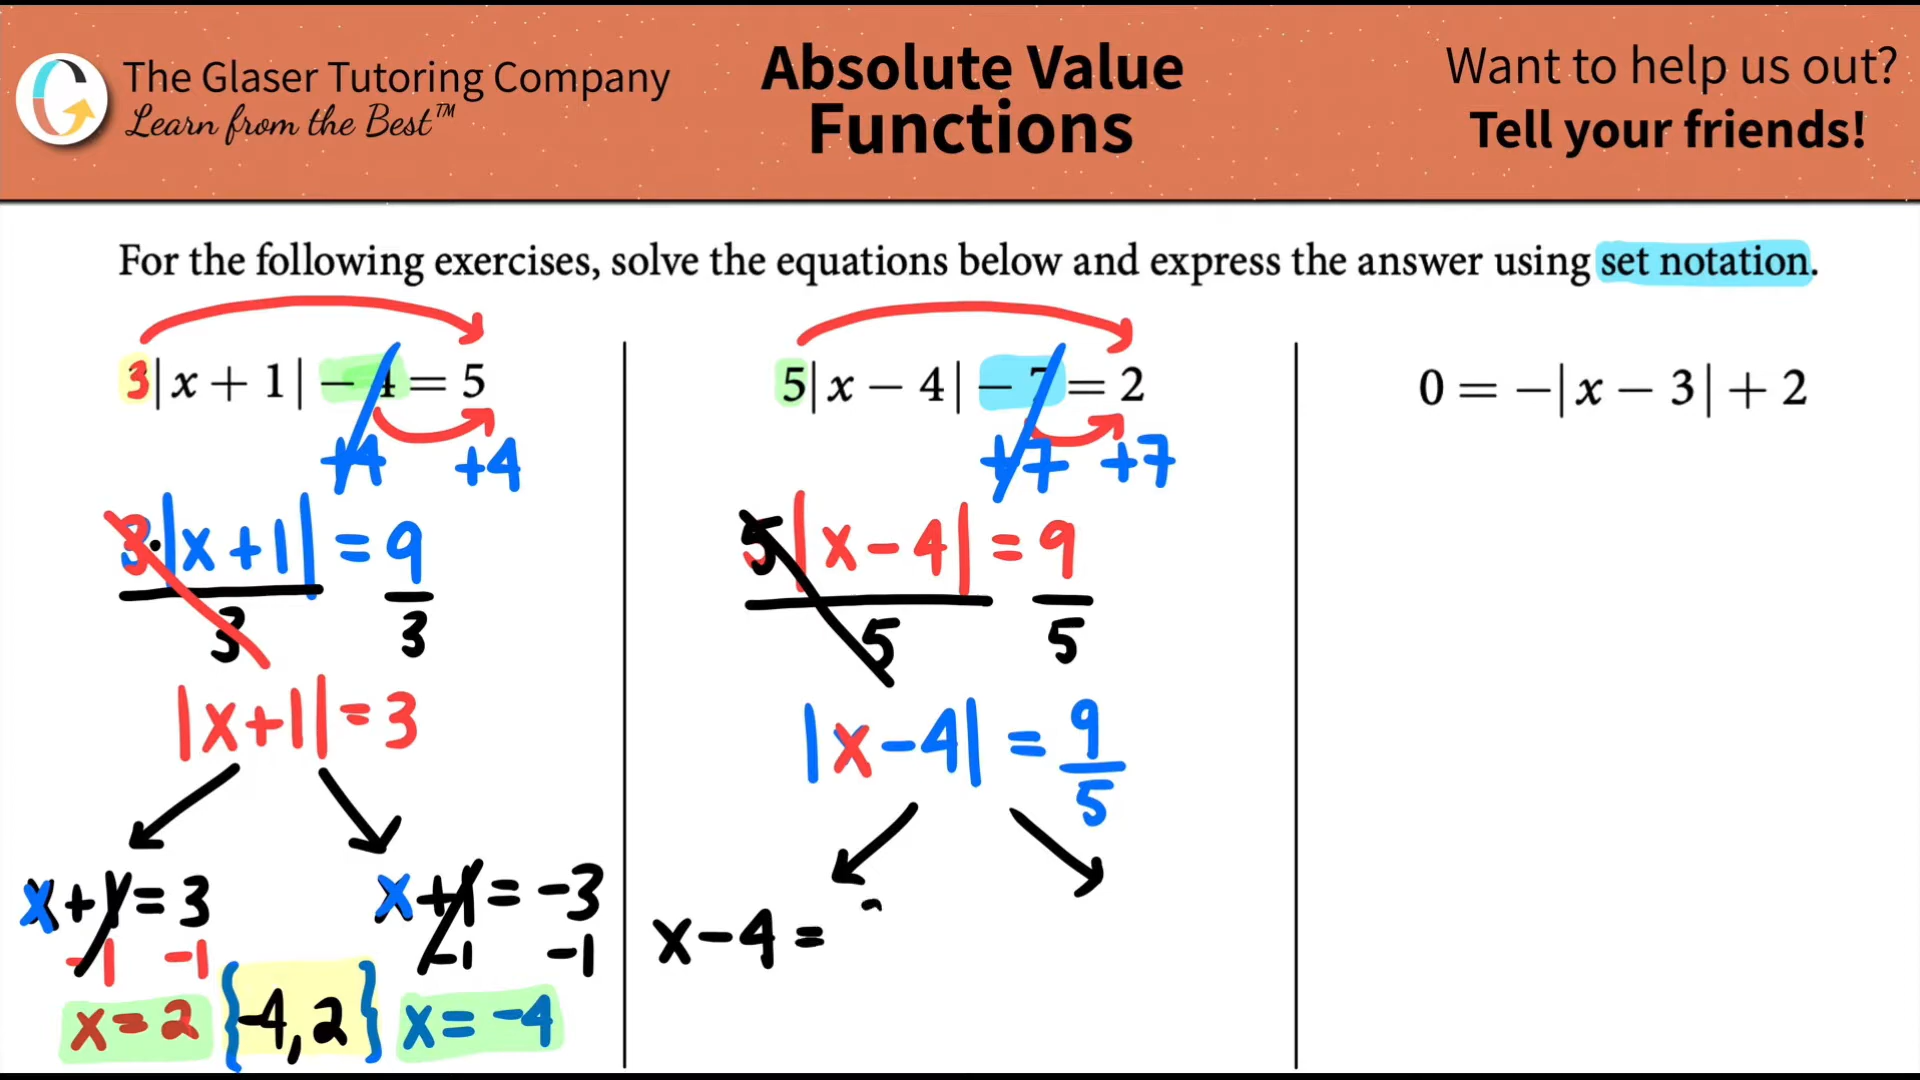 The Glaser Tutoring Company
Learn from the Best™
Absolute Value
Functions
Want to help us out?
Tell your friends!
For the following exercises, solve the equations below and express the answer using set notation.
3|x + 1| − 4 = 5
+4 +4
3·|x+1| = 9
3 3
|x+1| = 3
x+1 = 3
-1 -1
x = 2
x+1 = -3
-1 -1
x = -4
{-4,2}
5|x − 4| − 7 = 2
+7 +7
5|x-4| = 9
5 5
|x-4| = 9
5
x-4 =
0 = −|x − 3| + 2